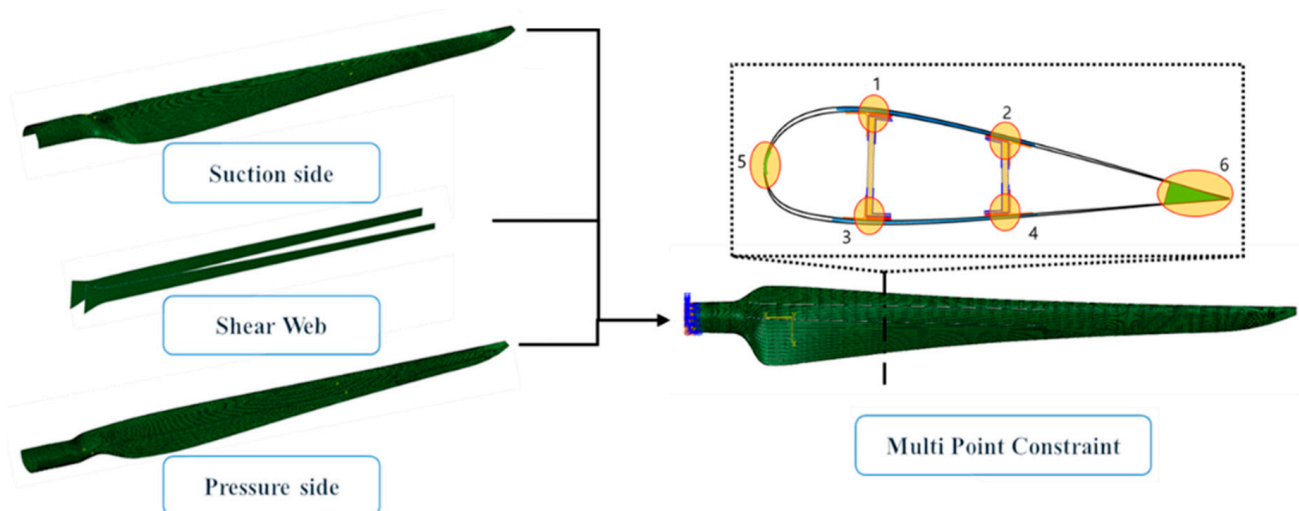 Suction side
Shear Web
Pressure side
1
2
5
6
3
4
Multi Point Constraint